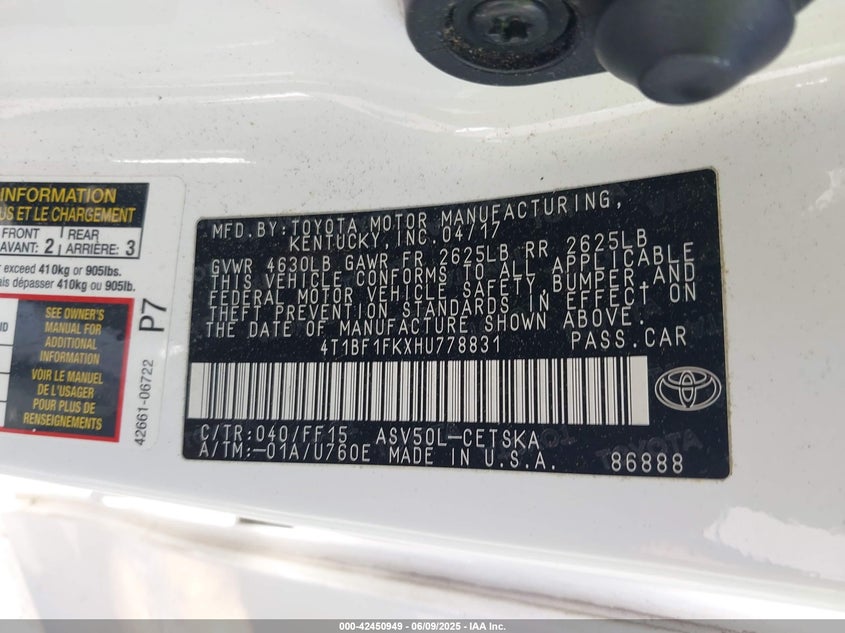 INFORMATION
US ET LE CHARGEMENT
FRONT
AVANT: 2
REAR
ARRIÈRE: 3
exceed 410kg or 905lbs.
dépasser 410kg ou 905lb.
SEE OWNER'S
MANUAL FOR
ADDITIONAL
INFORMATION
VOIR LE MANUEL
DE L'USAGER
POUR PLUS DE
RENSEIGNEMENTS
P7
42661-06722
MFD. BY: TOYOTA MOTOR MANUFACTURING,
KENTUCKY, INC. 04/17
GVWR 4630LB GAWR FR 2625LB RR 2625LB
THIS VEHICLE CONFORMS TO ALL APPLICABLE
FEDERAL MOTOR VEHICLE SAFETY, BUMPER, AND
THEFT PREVENTION STANDARDS IN EFFECT ON
THE DATE OF MANUFACTURE SHOWN ABOVE.
4T1BF1FKXHU778831 PASS.CAR
C/TR: 040/FF15 ASV50L-CETSKA
A/TM:-01A/U760E MADE IN U.S.A. 86888
000-42450949 | 06/09/2025 - IAA Inc.